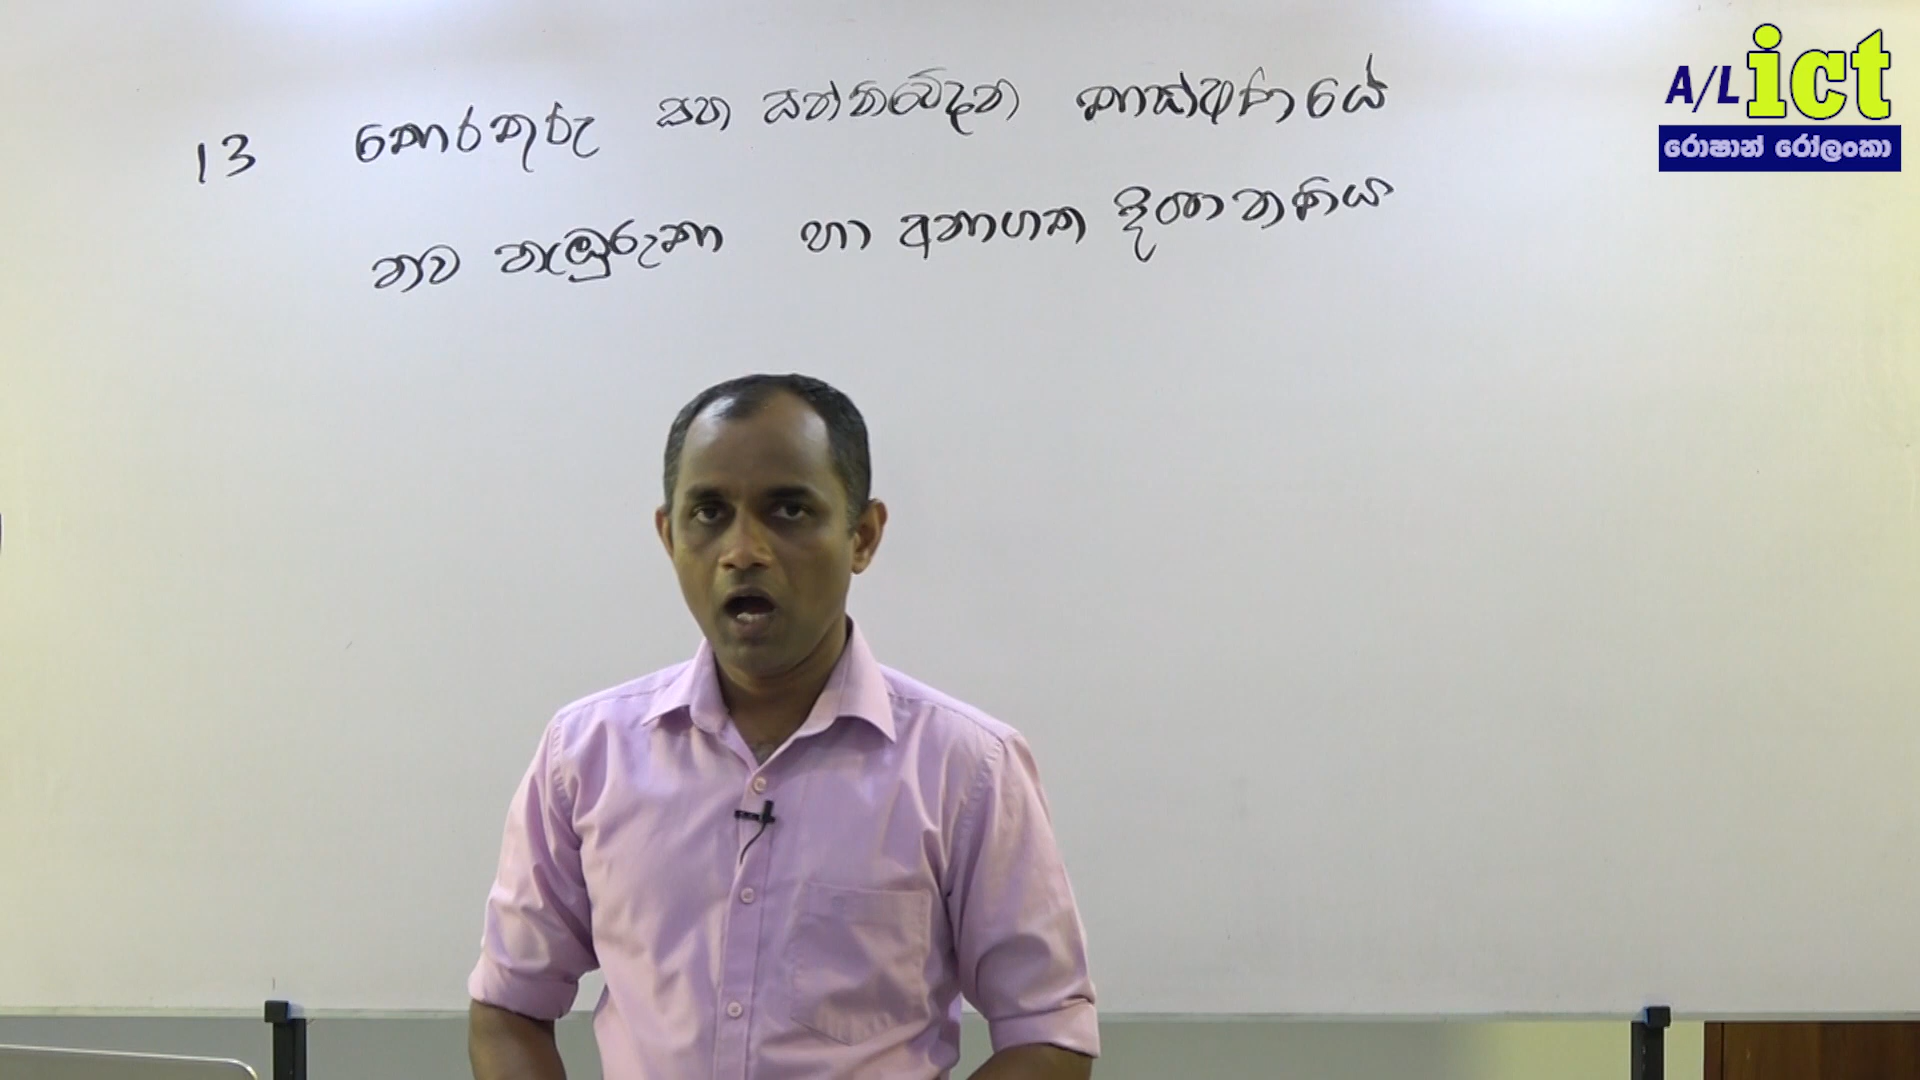 13 තොරතුරු සහ සන්නිවේදන තාක්ෂණයේ
නව නැඹුරුතා හා අනාගත දිශානතිය
A/L ict
රොෂාන් රෝලංකා